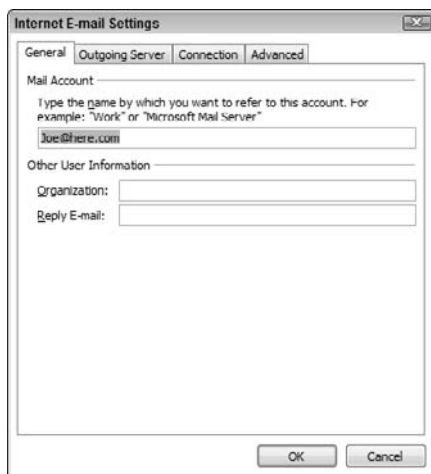 Internet E-mail Settings
General Outgoing Server Connection Advanced
Mail Account
Type the name by which you want to refer to this account. For
example: "Work" or "Microsoft Mail Server"
Joe@here.com
Other User Information
Organization:
Reply E-mail:
OK Cancel